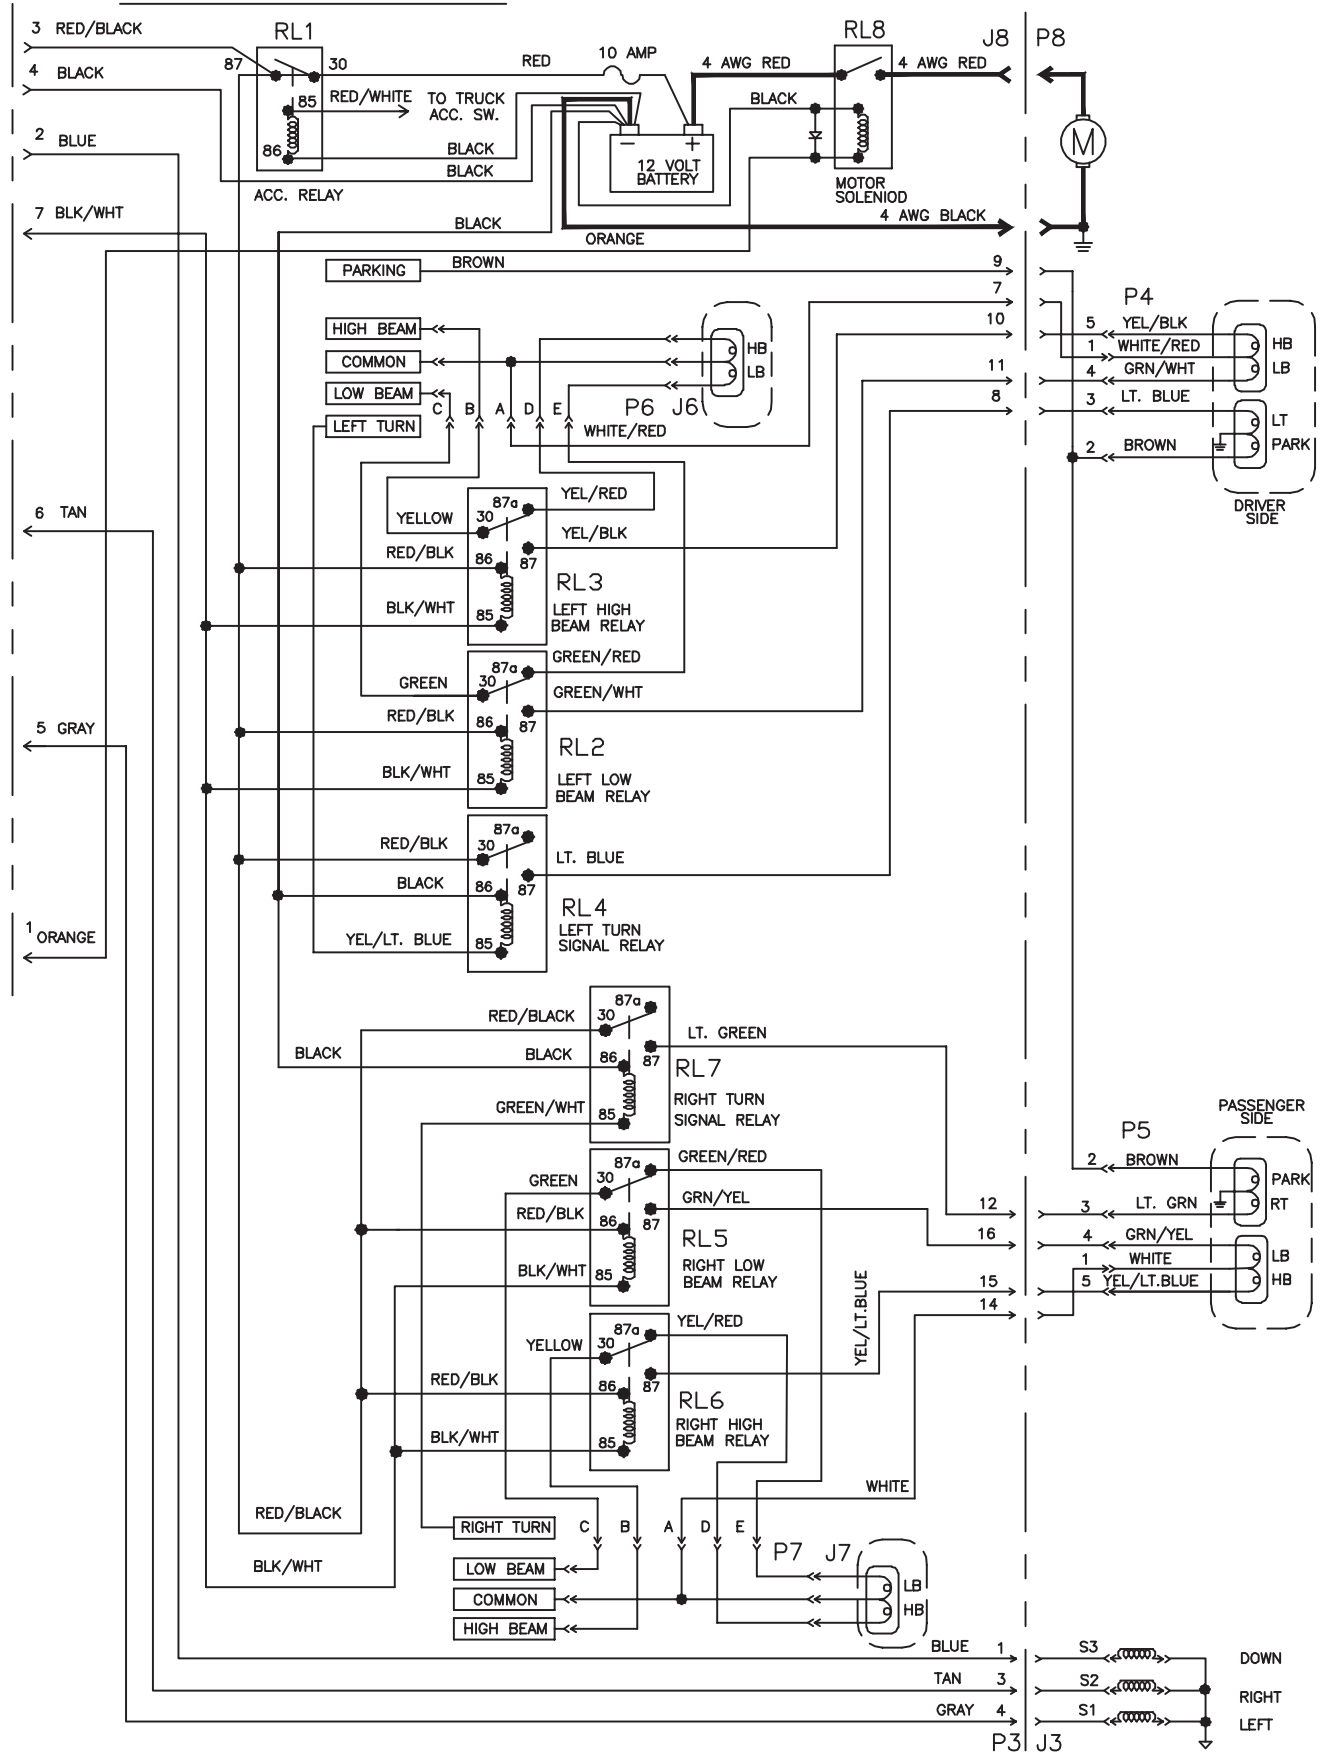 3 RED/BLACK
RL1
RL8
J8 P8
87
30
RED
10 AMP
4 AWG RED
4 AWG RED
4 BLACK
85
RED/WHITE
TO TRUCK
ACC. SW.
BLACK
M
2 BLUE
86
BLACK
BLACK
− +
12 VOLT
BATTERY
ACC. RELAY
MOTOR
SOLENIOD
7 BLK/WHT
BLACK
4 AWG BLACK
ORANGE
PARKING
BROWN
9
7
10
P4
HIGH BEAM
HB
5 YEL/BLK
HB
1 WHITE/RED
COMMON
LB
11
4 GRN/WHT
LB
LOW BEAM
C B A D E
P6 J6
8
3 LT. BLUE
LT
LEFT TURN
WHITE/RED
2 BROWN
PARK
DRIVER
SIDE
6 TAN
87a
YEL/RED
30
YELLOW
YEL/BLK
RED/BLK
86
87
RL3
BLK/WHT
85
LEFT HIGH
BEAM RELAY
87a
GREEN/RED
GREEN
30
GREEN/WHT
RED/BLK
86
87
5 GRAY
RL2
BLK/WHT
85
LEFT LOW
BEAM RELAY
87a
RED/BLK
30
LT. BLUE
BLACK
86
87
RL4
LEFT TURN
SIGNAL RELAY
1
ORANGE
YEL/LT. BLUE
85
87a
RED/BLACK
30
LT. GREEN
BLACK
BLACK
86
87
RL7
GREEN/WHT
85
RIGHT TURN
SIGNAL RELAY
PASSENGER
SIDE
P5
87a
GREEN/RED
2 BROWN
PARK
GREEN
30
GRN/YEL
12
3 LT. GRN
RT
RED/BLK
86
87
RL5
16
4 GRN/YEL
LB
BLK/WHT
85
RIGHT LOW
BEAM RELAY
1 WHITE
15
5 YEL/LT.BLUE
HB
14
YEL/LT.BLUE
87a
YEL/RED
YELLOW
30
RED/BLK
86
87
RL6
RIGHT HIGH
BEAM RELAY
BLK/WHT
85
WHITE
RED/BLACK
RIGHT TURN
C B A D E
P7 J7
BLK/WHT
LOW BEAM
LB
COMMON
HB
HIGH BEAM
BLUE 1
S3
DOWN
TAN 3
S2
RIGHT
GRAY 4
S1
LEFT
P3 J3